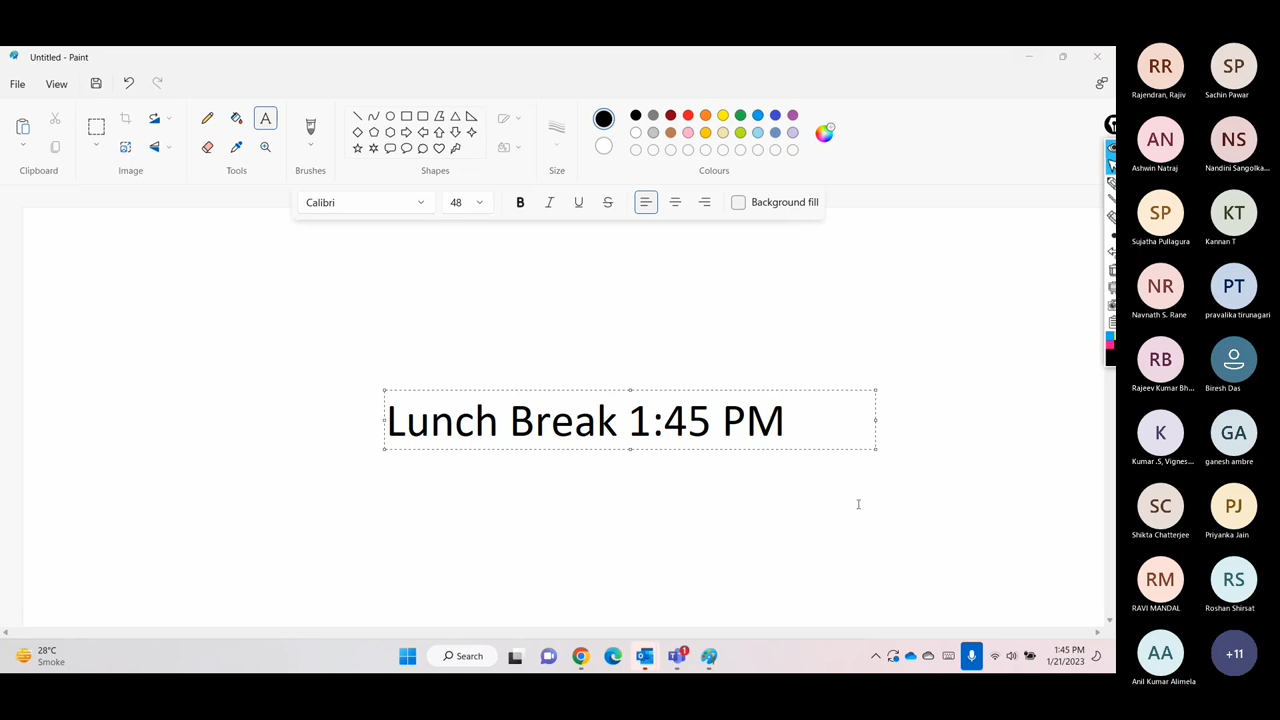 Untitled - Paint
File
View
Clipboard
Image
Tools
Brushes
Shapes
Size
Colours
Calibri
48
B
I
U
S
Background fill
Lunch Break 1:45 PM
28°C
Smoke
Search
1
1:45 PM
1/21/2023
RR
Rajendran, Rajiv
SP
Sachin Pawar
AN
Ashwin Natraj
NS
Nandini Sangolka...
SP
Sujatha Pullagura
KT
Kannan T
NR
Navnath S. Rane
PT
pravalika tirunagari
RB
Rajeev Kumar Bh...
Biresh Das
K
Kumar .S, Vignes...
GA
ganesh ambre
SC
Shikta Chatterjee
PJ
Priyanka Jain
RM
RAVI MANDAL
RS
Roshan Shirsat
AA
Anil Kumar Alimela
+11